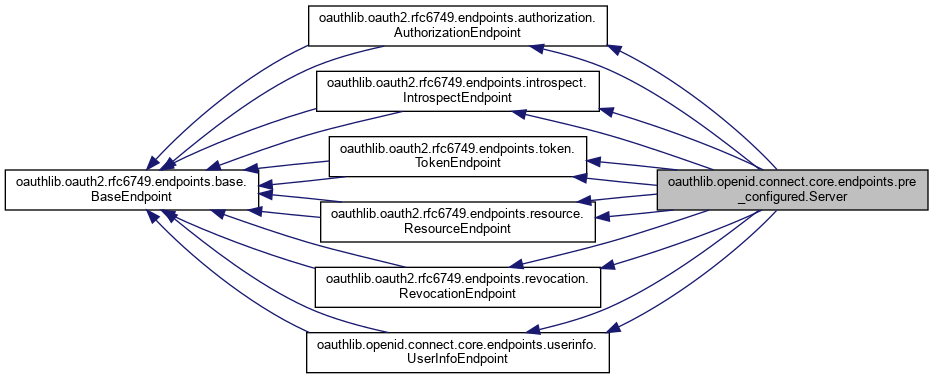 oauthlib.oauth2.rfc6749.endpoints.authorization.
AuthorizationEndpoint
oauthlib.oauth2.rfc6749.endpoints.introspect.
IntrospectEndpoint
oauthlib.oauth2.rfc6749.endpoints.token.
TokenEndpoint
oauthlib.oauth2.rfc6749.endpoints.base.
BaseEndpoint
oauthlib.openid.connect.core.endpoints.pre
_configured.Server
oauthlib.oauth2.rfc6749.endpoints.resource.
ResourceEndpoint
oauthlib.oauth2.rfc6749.endpoints.revocation.
RevocationEndpoint
oauthlib.openid.connect.core.endpoints.userinfo.
UserInfoEndpoint